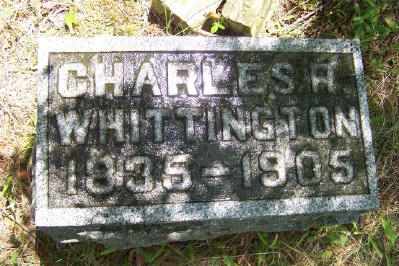 CHARLES R.
WHITTINGTON
1835-1905